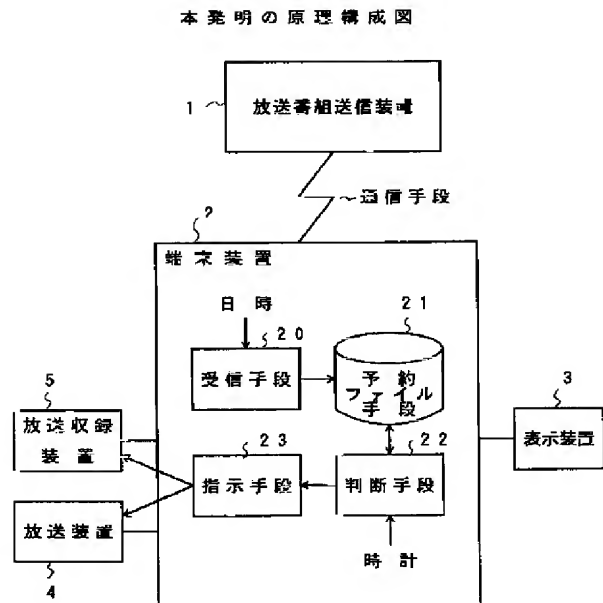 本発明の原理構成図
1
放送番組送信装置
通信手段
2
端末装置
日時
20
21
受信手段
予約
ファイル
手段
5
放送収録
装置
23
22
3
指示手段
判断手段
表示装置
放送装置
4
時計